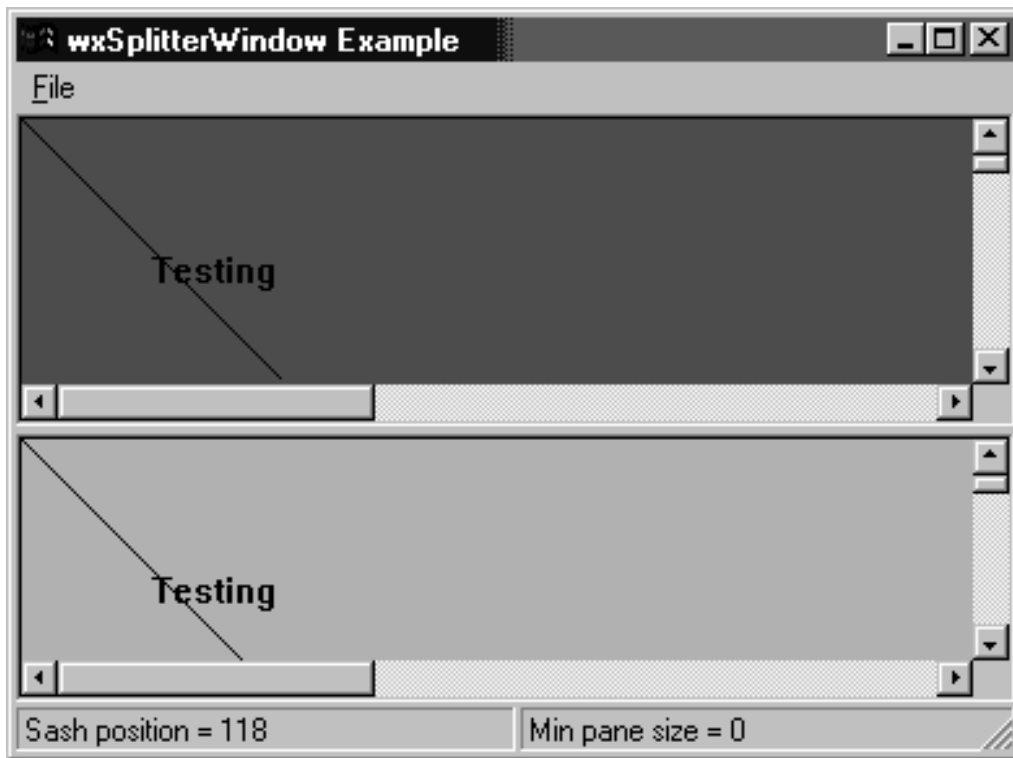 wxSplitterWindow Example
File
Testing
Testing
Sash position = 118
Min pane size = 0